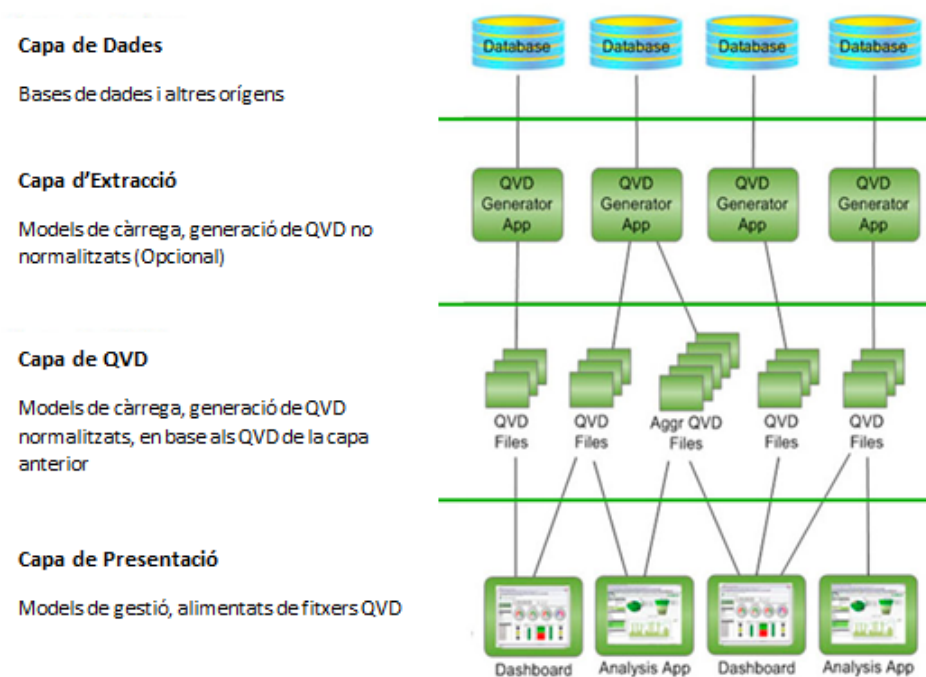 Capa de Dades
Bases de dades i altres orígens
Database Database Database Database
Capa d'Extracció
Models de càrrega, generació de QVD no
normalitzats (Opcional)
QVD QVD QVD QVD
Generator Generator Generator Generator
App App App App
Capa de QVD
Models de càrrega, generació de QVD
normalitzats, en base als QVD de la capa
anterior
QVD QVD Aggr QVD QVD QVD
Files Files Files Files Files
Capa de Presentació
Models de gestió, alimentats de fitxers QVD
Dashboard Analysis App Dashboard Analysis App